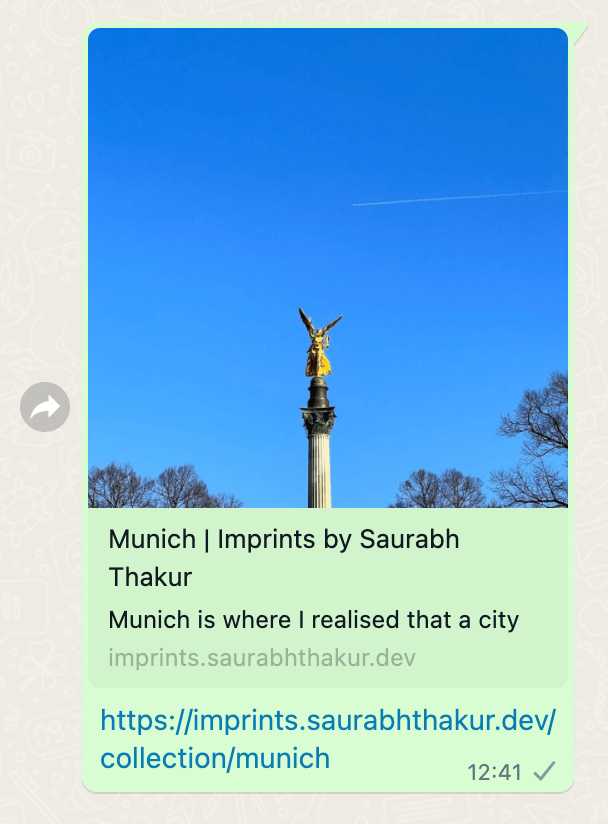 Munich | Imprints by Saurabh
Thakur
Munich is where I realised that a city
imprints.saurabhthakur.dev
https://imprints.saurabhthakur.dev/
collection/munich
12:41